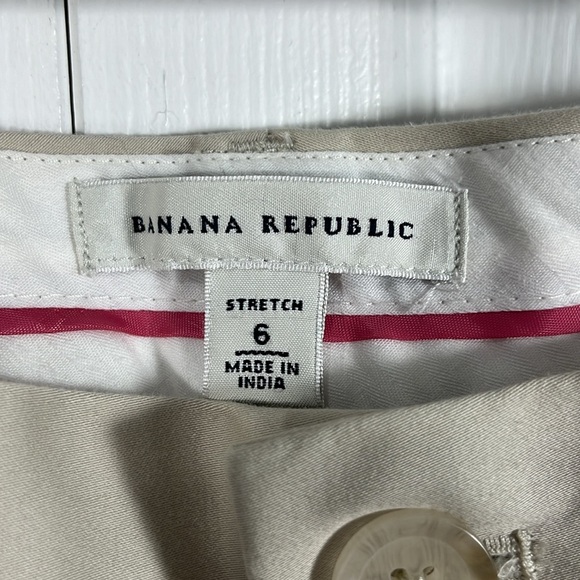 BANANA REPUBLIC
STRETCH
6
MADE IN
INDIA